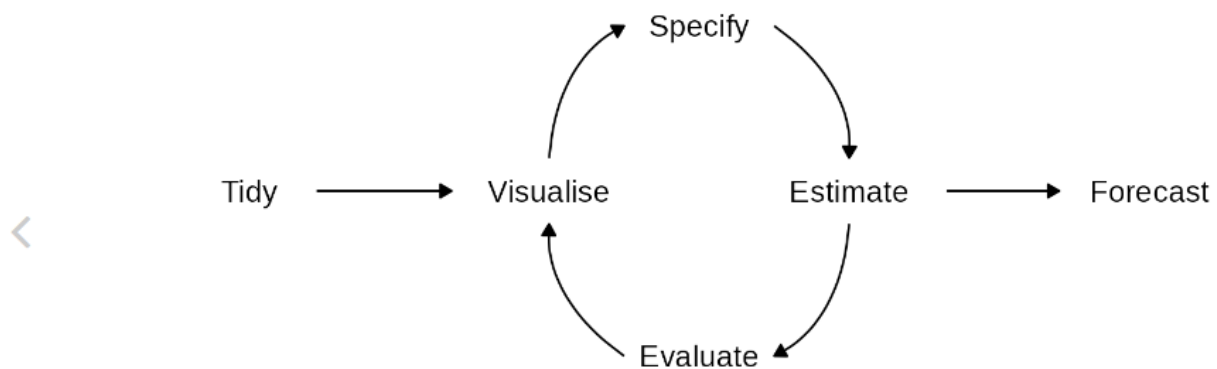 Specify
Tidy
Visualise
Estimate
Forecast
Evaluate